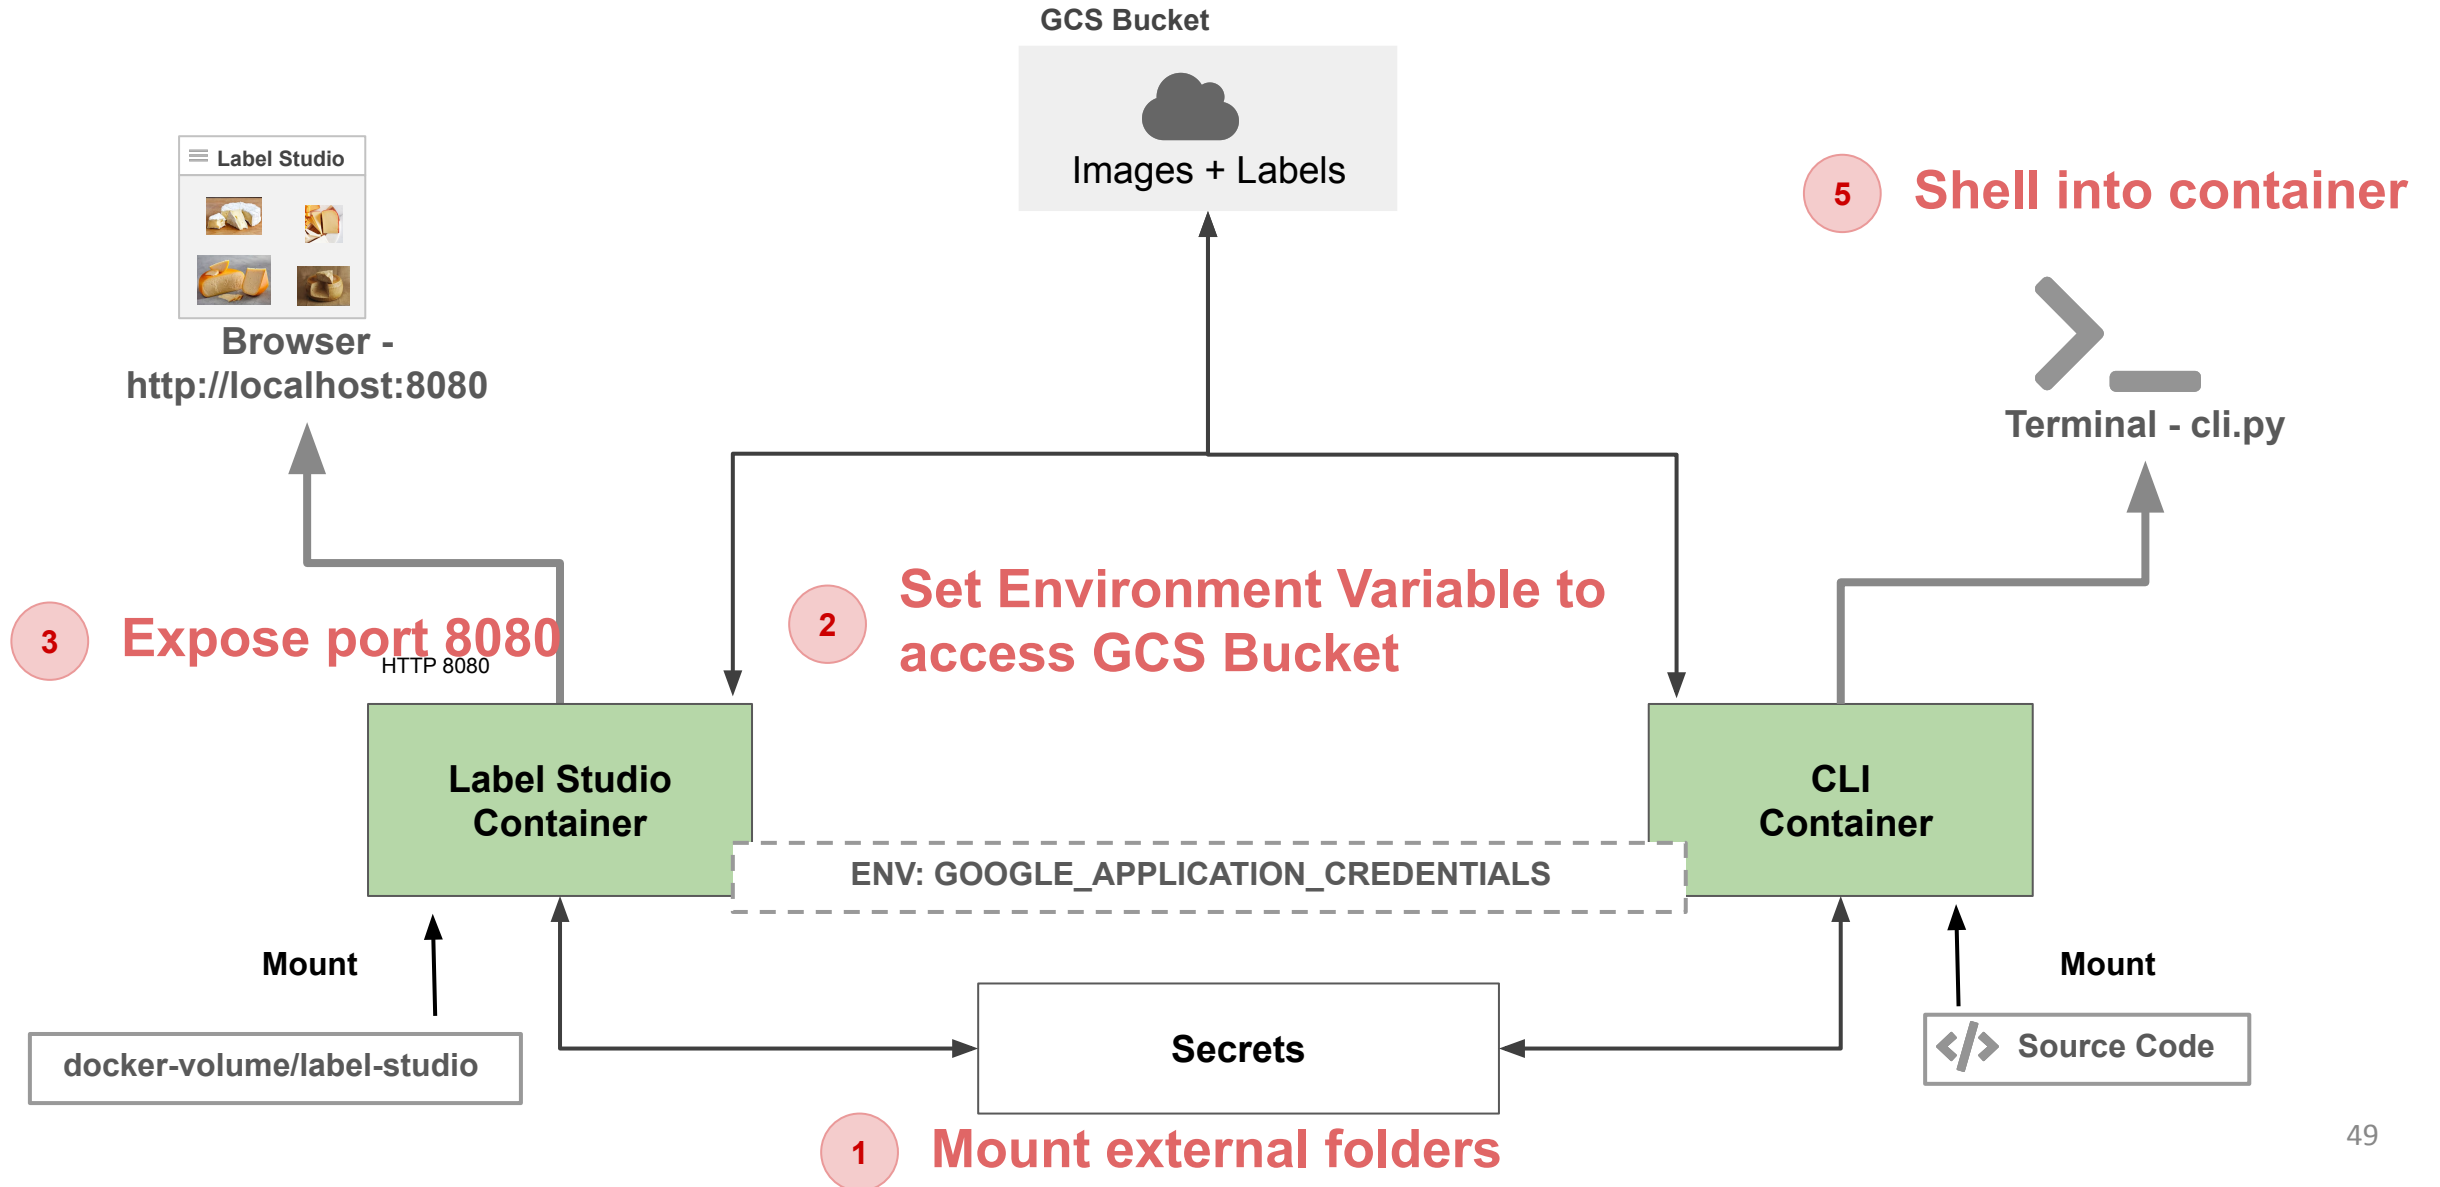 GCS Bucket
Images + Labels
Label Studio
Browser -
http://localhost:8080
5
Shell into container
Terminal - cli.py
3
Expose port 8080
HTTP 8080
2
Set Environment Variable to
access GCS Bucket
Label Studio
Container
CLI
Container
ENV: GOOGLE_APPLICATION_CREDENTIALS
Mount
Mount
docker-volume/label-studio
Secrets
</> Source Code
1
Mount external folders
49